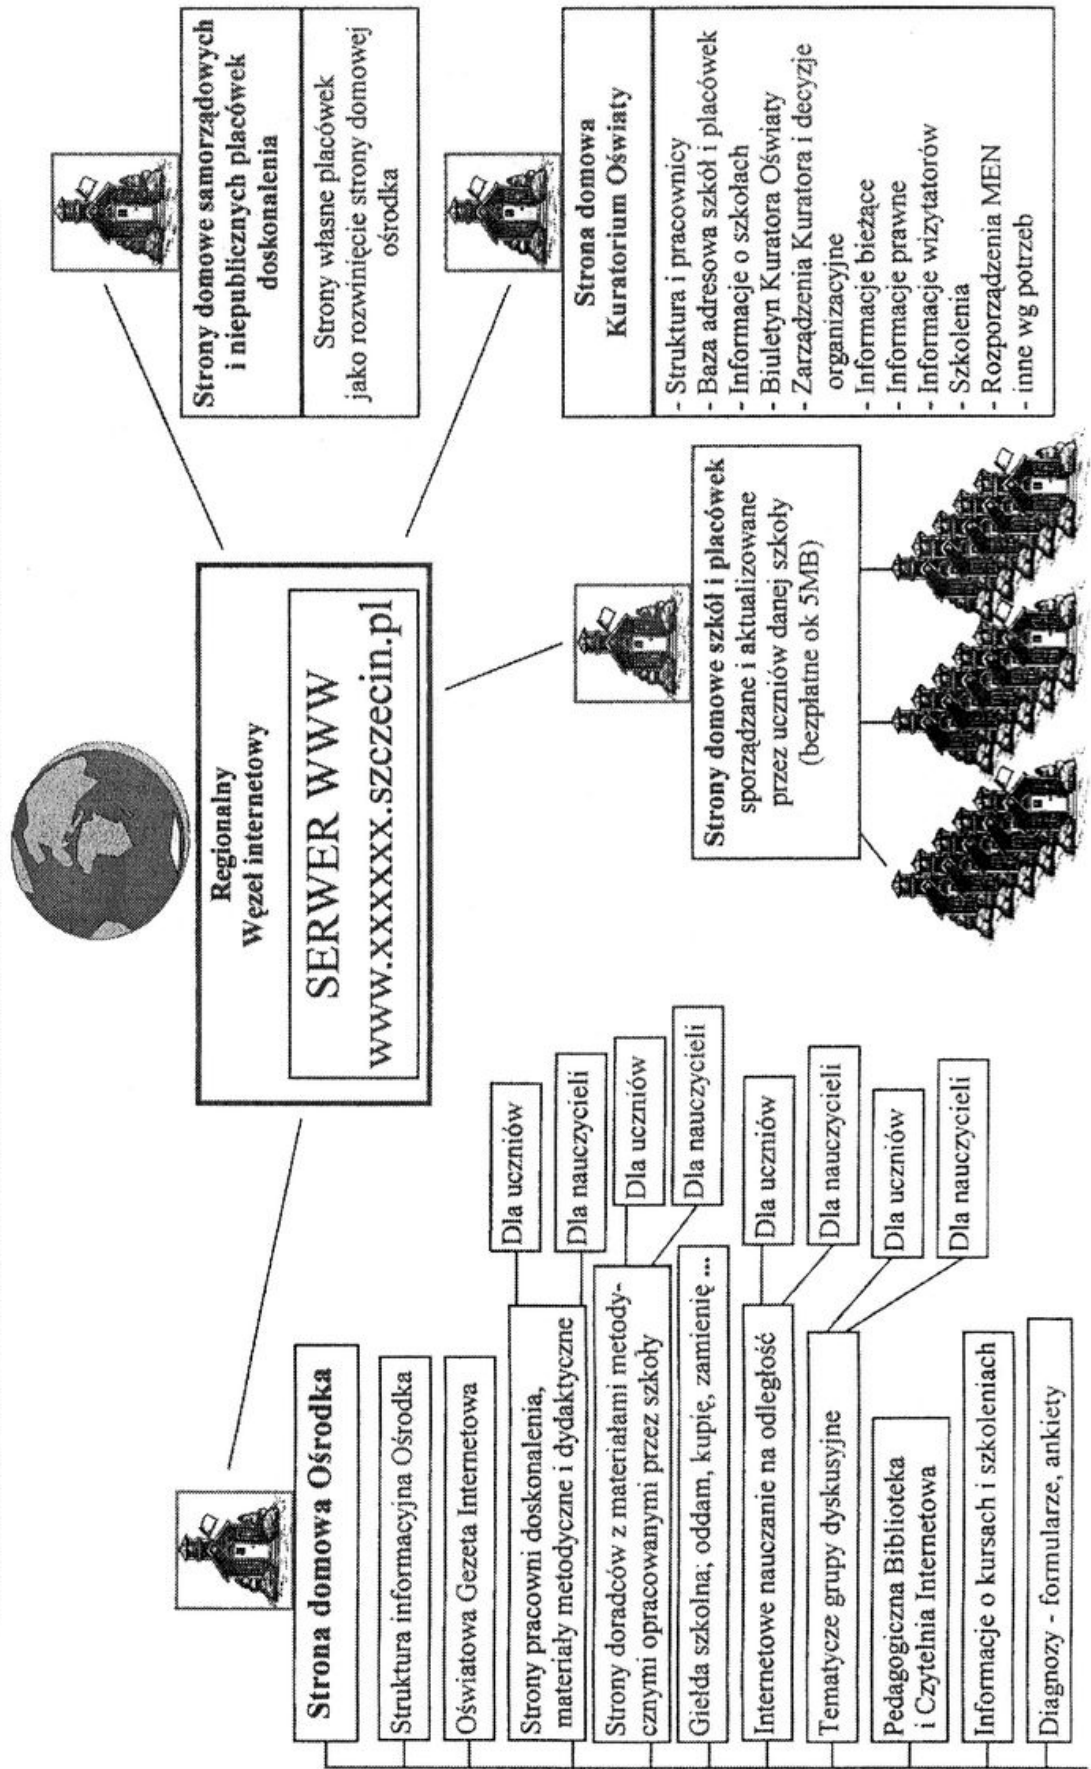 Regionalny
Węzeł internetowy
SERWER WWW
www.xxxxxx.szczecin.pl
Strona domowa Ośrodka
Struktura informacyjna Ośrodka
Oświatowa Gezeta Internetowa
Strony pracowni doskonalenia,
materiały metodyczne i dydaktyczne
Dla uczniów
Dla nauczycieli
Strony doradców z materiałami metody-
cznymi opracowanymi przez szkoły
Dla uczniów
Dla nauczycieli
Giełda szkolna; oddam, kupię, zamienię ...
Internetowe nauczanie na odległość
Dla uczniów
Dla nauczycieli
Tematycze grupy dyskusyjne
Dla uczniów
Dla nauczycieli
Pedagogiczna Biblioteka
i Czytelnia Internetowa
Informacje o kursach i szkoleniach
Diagnozy - formularze, ankiety
Strony domowe szkół i placówek
sporządzane i aktualizowane
przez uczniów danej szkoły
(bezpłatne ok 5MB)
Strony domowe samorządowych
i niepublicznych placówek
doskonalenia
Strony własne placówek
jako rozwinięcie strony domowej
ośrodka
Strona domowa
Kuratorium Oświaty
- Struktura i pracownicy
- Baza adresowa szkół i placówek
- Informacje o szkołach
- Biuletyn Kuratora Oświaty
- Zarządzenia Kuratora i decyzje
organizacyjne
- Informacje bieżące
- Informacje prawne
- Informacje wizytatorów
- Szkolenia
- Rozporządzenia MEN
- inne wg potrzeb